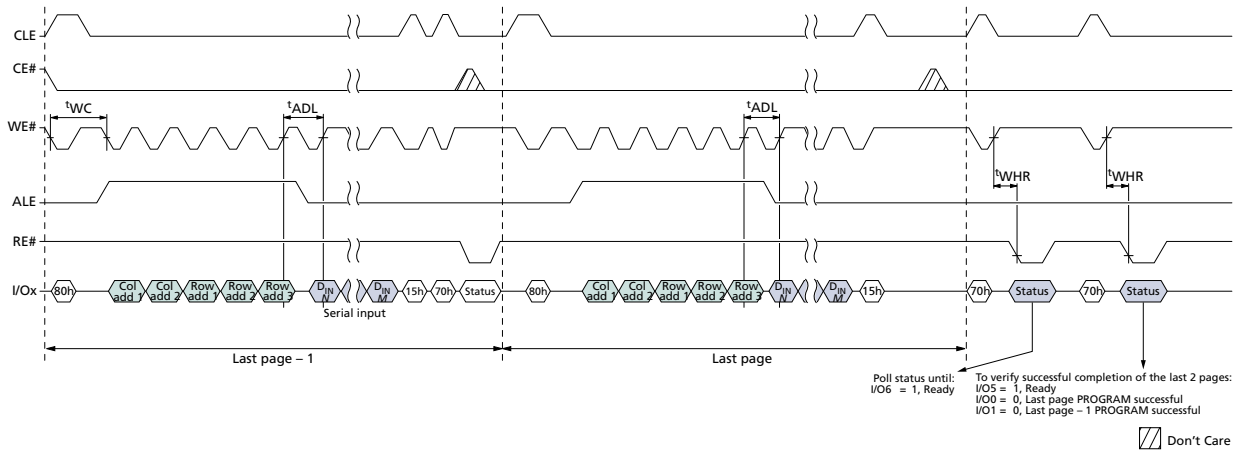 CLE
CE#
tWC
tADL
tADL
WE#
tWHR
tWHR
ALE
RE#
I/Ox
80h
Col add 1
Col add 2
Row add 1
Row add 2
Row add 3
DIN N
DIN M
15h
70h
Status
80h
Col add 1
Col add 2
Row add 1
Row add 2
Row add 3
DIN N
DIN M
15h
70h
Status
70h
Status
Serial input
Last page – 1
Last page
Poll status until:
I/O6 = 1, Ready
To verify successful completion of the last 2 pages:
I/O5 = 1, Ready
I/O0 = 0, Last page PROGRAM successful
I/O1 = 0, Last page – 1 PROGRAM successful
Don't Care